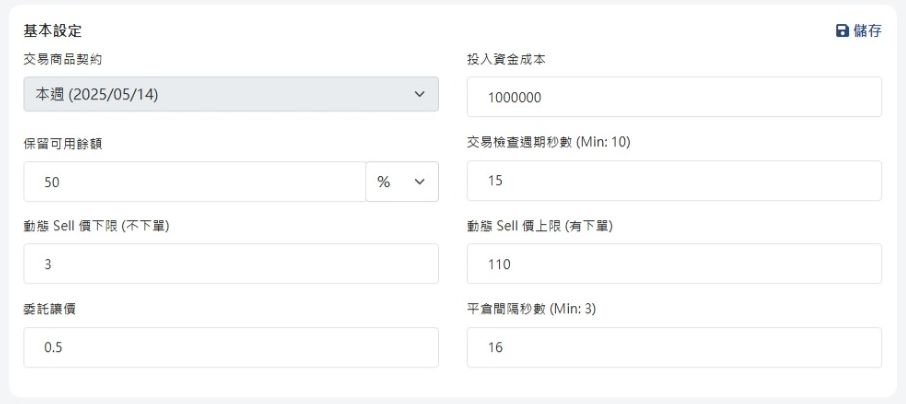 基本設定
儲存
交易商品契約
投入資金成本
本週 (2025/05/14)
1000000
保留可用餘額
交易檢查週期秒數 (Min: 10)
50
%
15
動態 Sell 價下限 (不下單)
動態 Sell 價上限 (有下單)
3
110
委託讓價
平倉間隔秒數 (Min: 3)
0.5
16